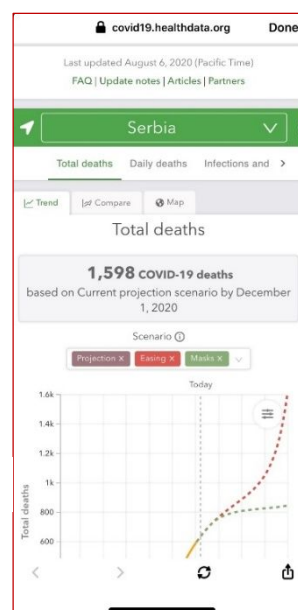 covid19.healthdata.org Done
Last updated August 6, 2020 (Pacific Time)
FAQ | Update notes | Articles | Partners
Serbia
Total deaths Daily deaths Infections and
Trend Compare Map
Total deaths
1,598 COVID-19 deaths
based on Current projection scenario by December
1, 2020
Scenario
Projection × Easing × Masks ×
Today
1.6k
1.4k
1.2k
1k
800
600
Total deaths